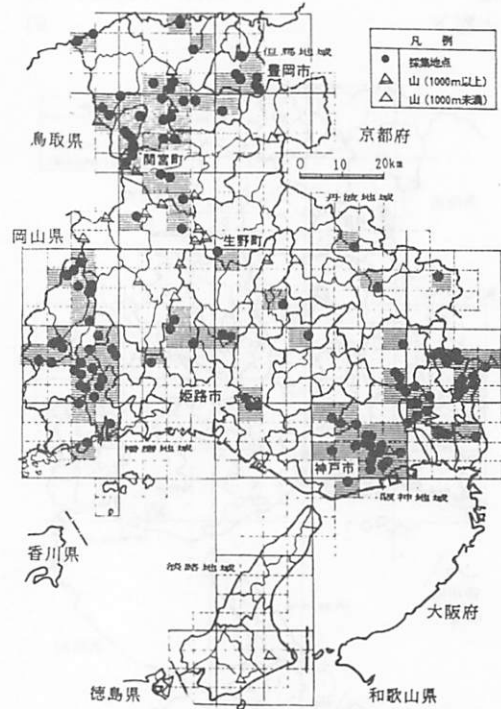 凡 例
採集地点
山（1000m以上）
山（1000m未満）
但馬地域
豊岡市
鳥取県
京都府
関宮町
0 10 20km
丹波地域
岡山県
生野町
姫路市
播磨地域
神戸市
阪神地域
香川県
淡路地域
大阪府
徳島県
和歌山県